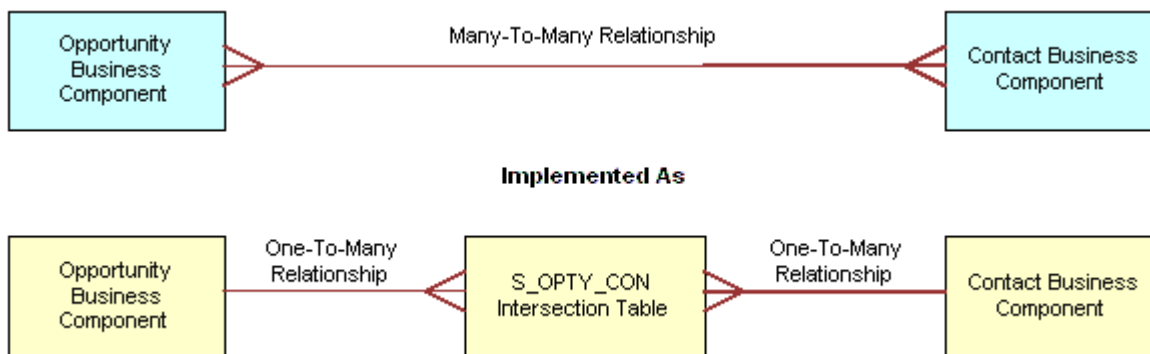 Opportunity
Business
Component
Many-To-Many Relationship
Contact Business
Component
Implemented As
Opportunity
Business
Component
One-To-Many
Relationship
S_OPTY_CON
Intersection Table
One-To-Many
Relationship
Contact Business
Component